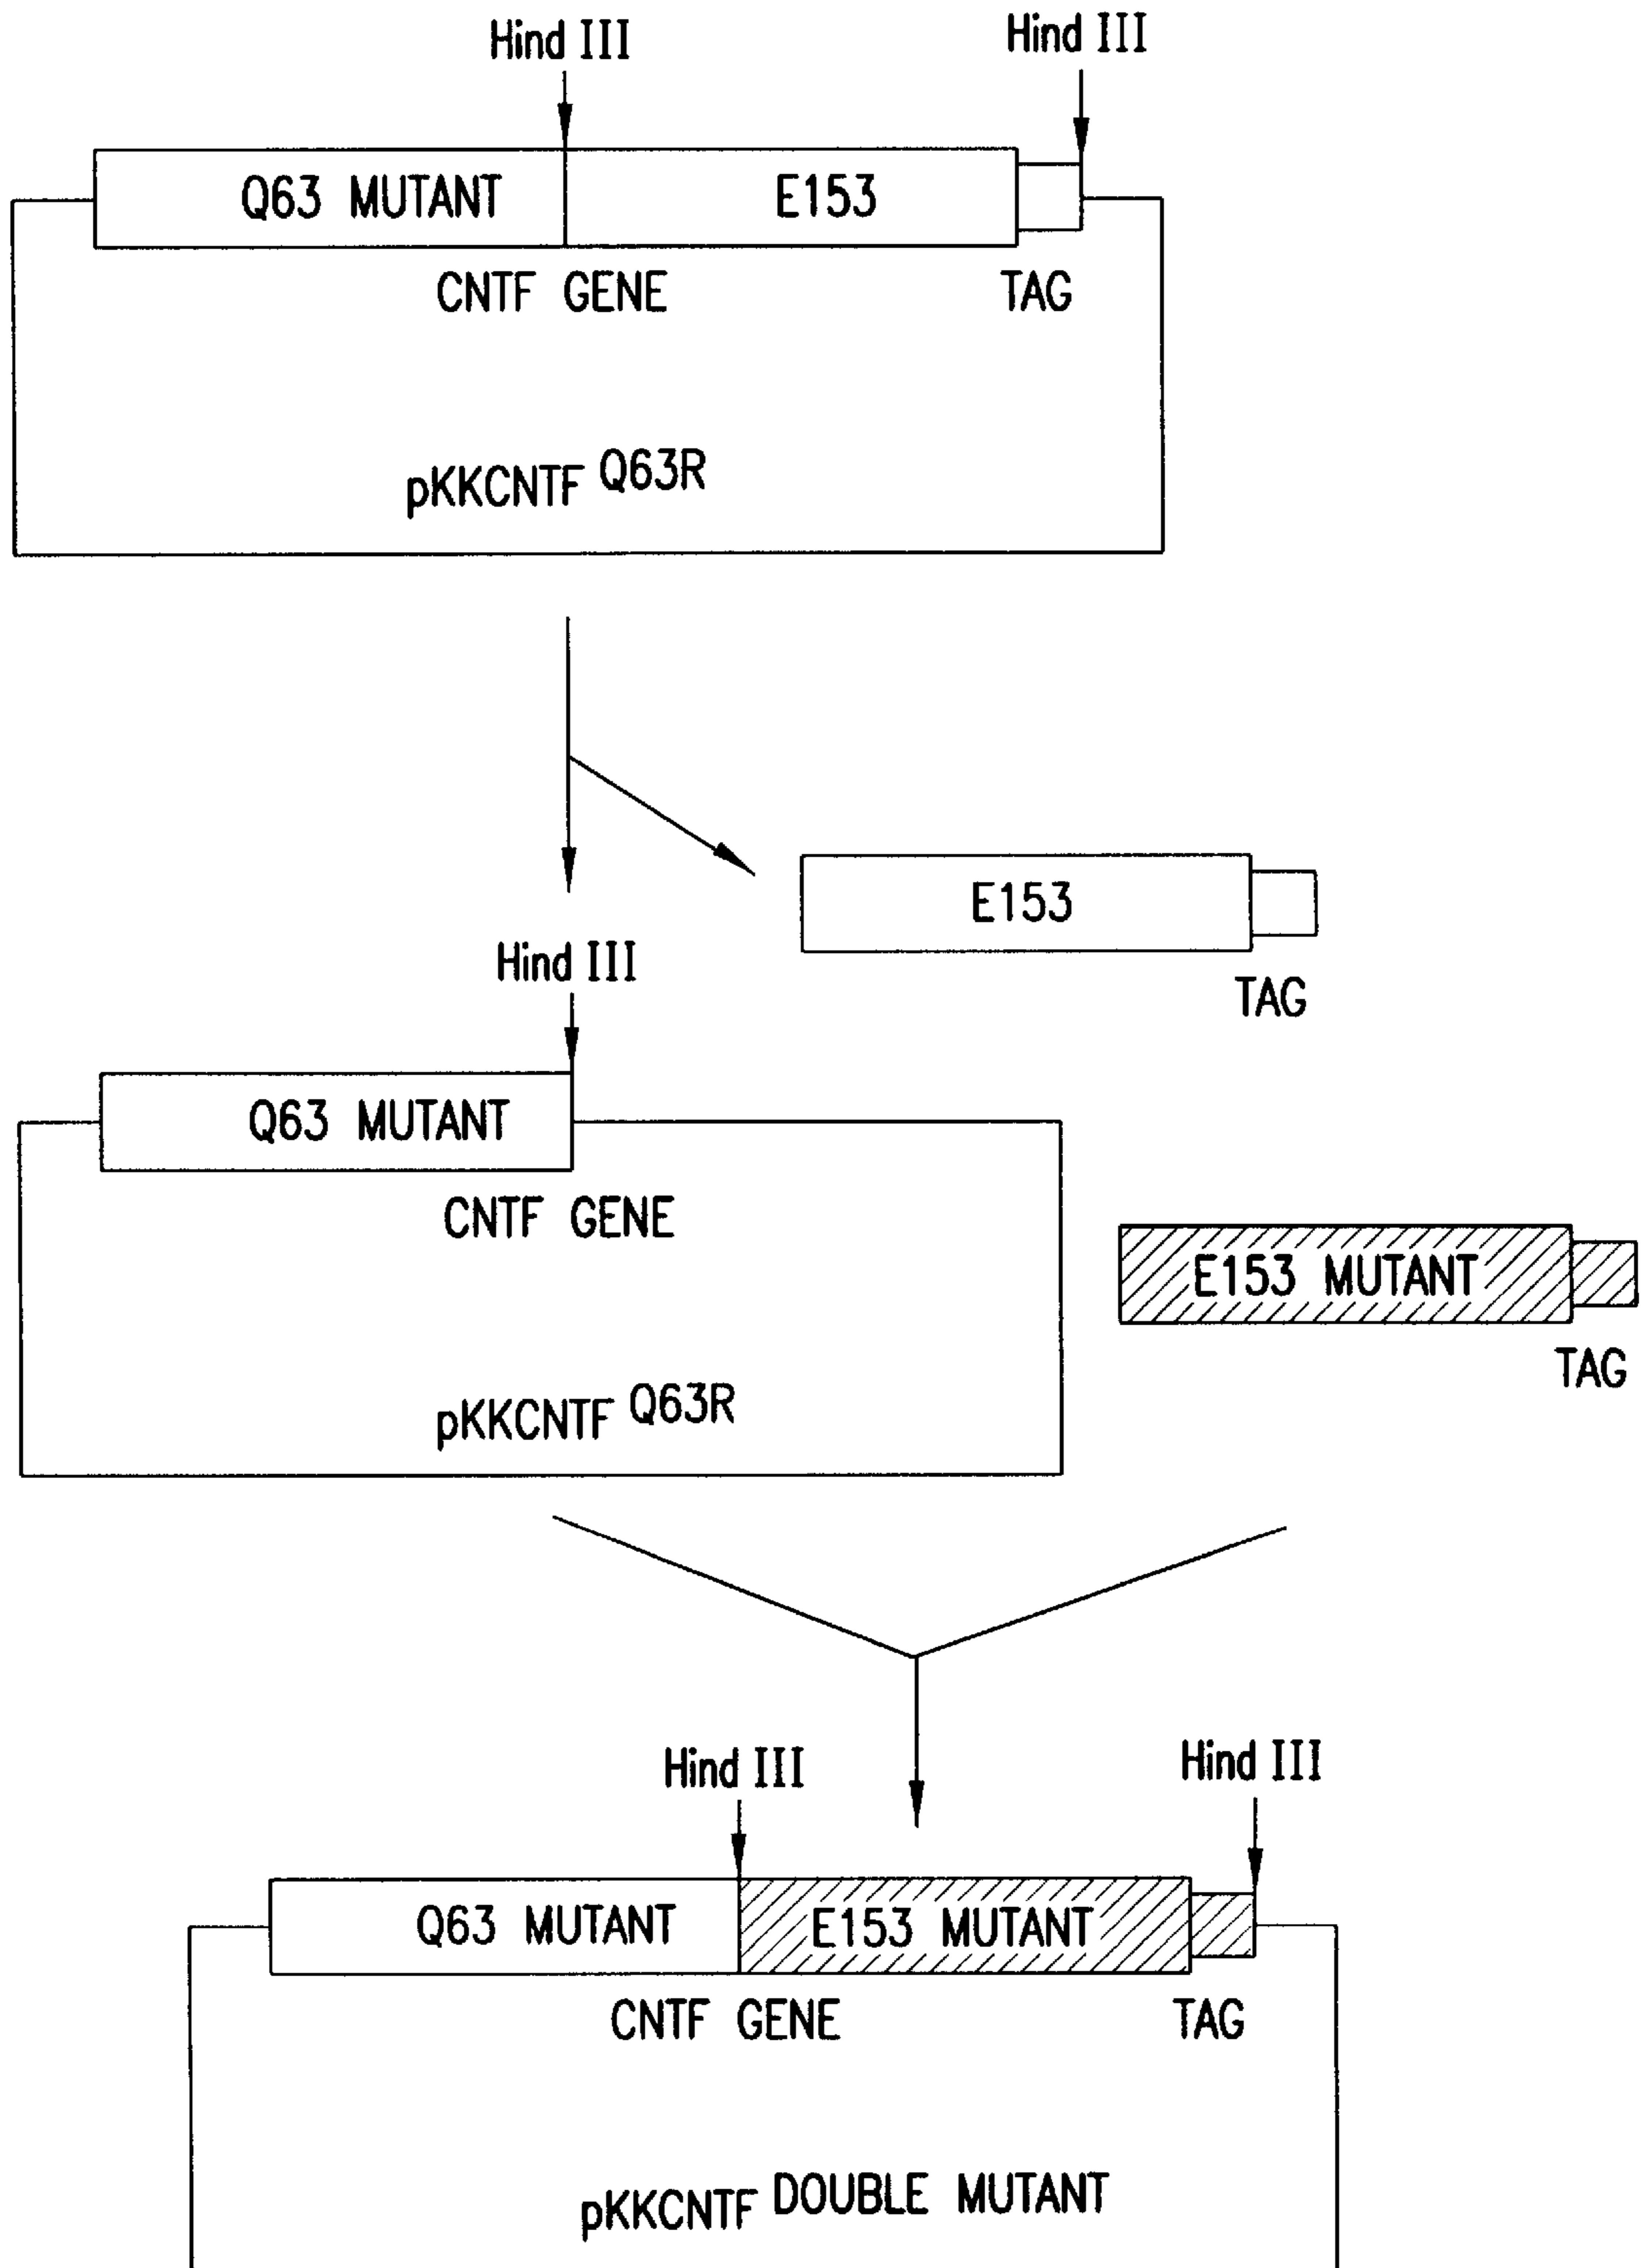 Hind III
Hind III
Q63 MUTANT
E153
CNTF GENE
TAG
pKKCNTF Q63R
E153
TAG
Hind III
Q63 MUTANT
CNTF GENE
E153 MUTANT
TAG
pKKCNTF Q63R
Hind III
Hind III
Q63 MUTANT
E153 MUTANT
CNTF GENE
TAG
pKKCNTF DOUBLE MUTANT